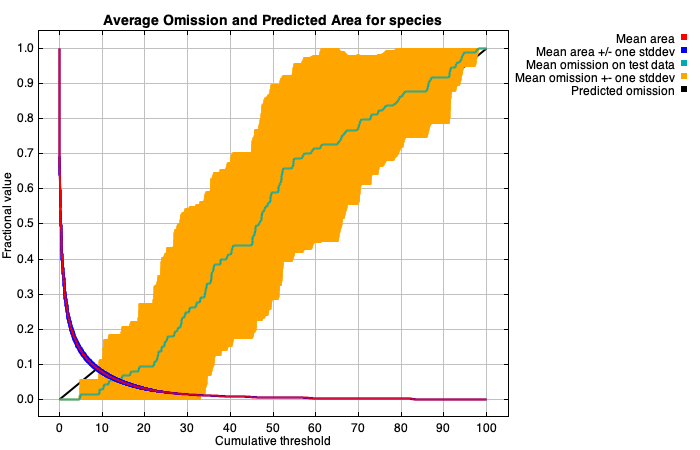 Average Omission and Predicted Area for species
Mean area
Mean area +/- one stddev
Mean omission on test data
Mean omission +- one stddev
Predicted omission
Fractional value
1.0
0.9
0.8
0.7
0.6
0.5
0.4
0.3
0.2
0.1
0.0
0 10 20 30 40 50 60 70 80 90 100
Cumulative threshold